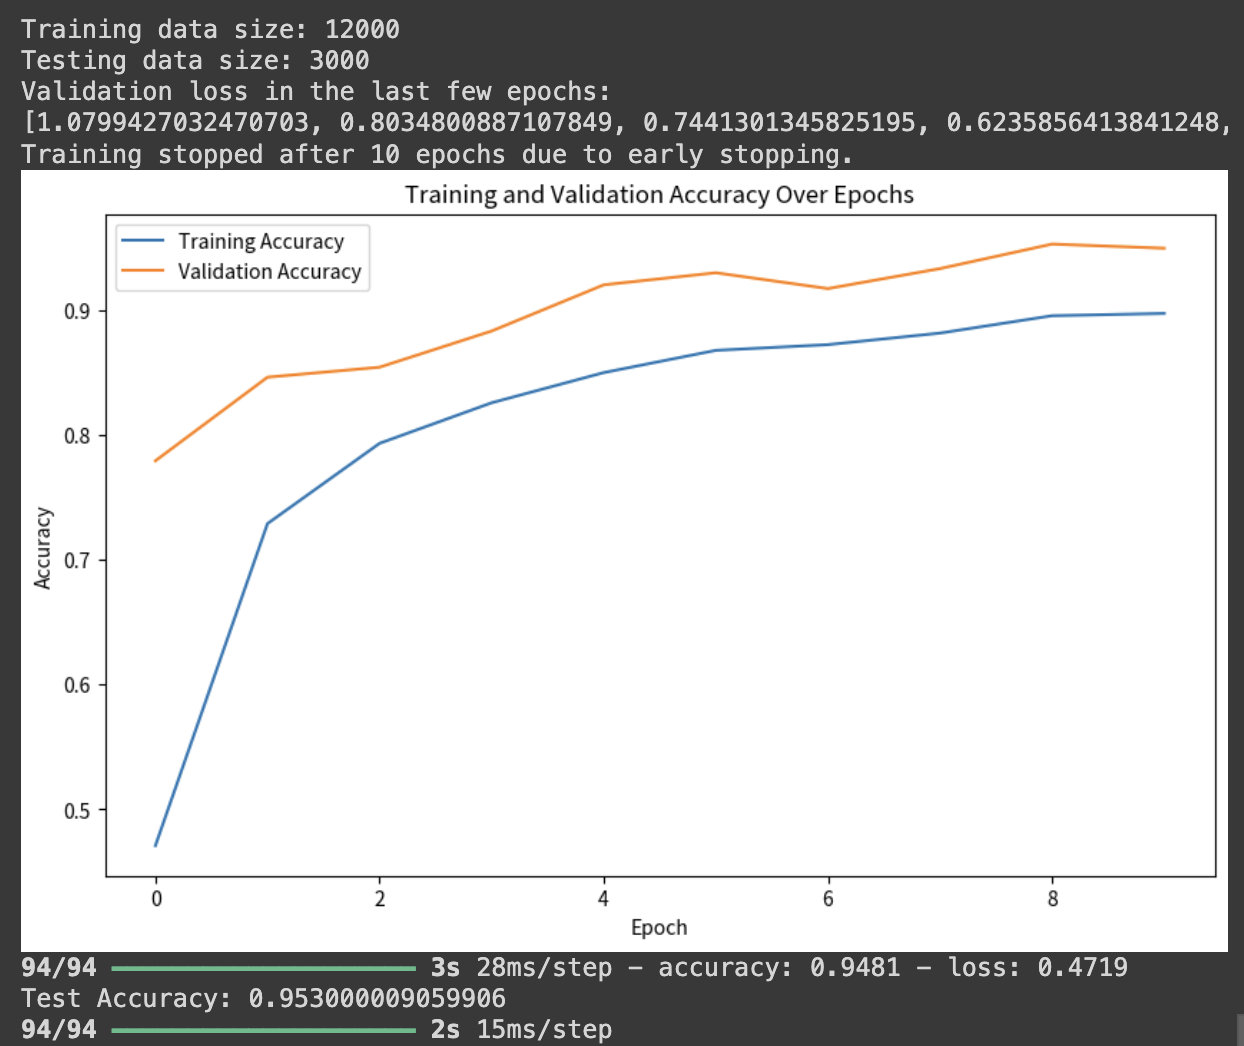 Training data size: 12000
Testing data size: 3000
Validation loss in the last few epochs:
[1.0799427032470703, 0.8034800887107849, 0.7441301345825195, 0.6235856413841248,
Training stopped after 10 epochs due to early stopping.
Training and Validation Accuracy Over Epochs
Training Accuracy
Validation Accuracy
0.9
0.8
0.7
0.6
0.5
Accuracy
0 2 4 6 8
Epoch
94/94 3s 28ms/step - accuracy: 0.9481 - loss: 0.4719
Test Accuracy: 0.953000009059906
94/94 2s 15ms/step